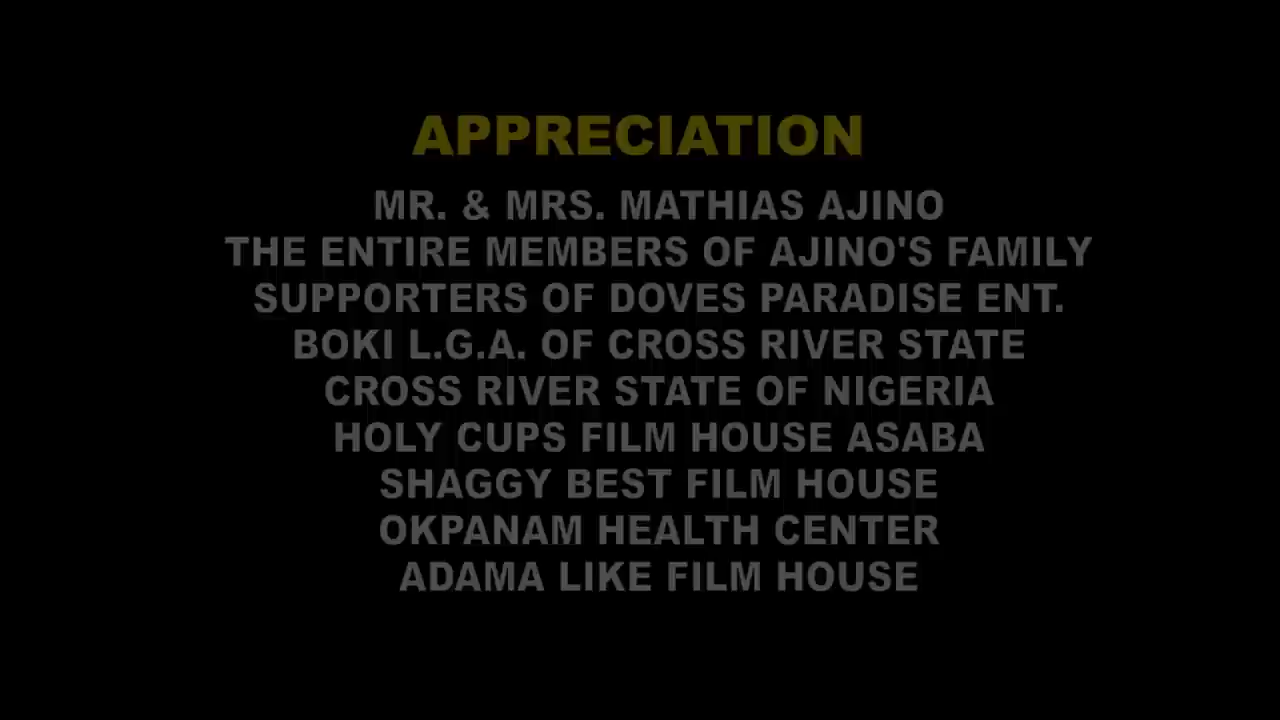 APPRECIATION
MR. & MRS. MATHIAS AJINO
THE ENTIRE MEMBERS OF AJINO'S FAMILY
SUPPORTERS OF DOVES PARADISE ENT.
BOKI L.G.A. OF CROSS RIVER STATE
CROSS RIVER STATE OF NIGERIA
HOLY CUPS FILM HOUSE ASABA
SHAGGY BEST FILM HOUSE
OKPANAM HEALTH CENTER
ADAMA LIKE FILM HOUSE